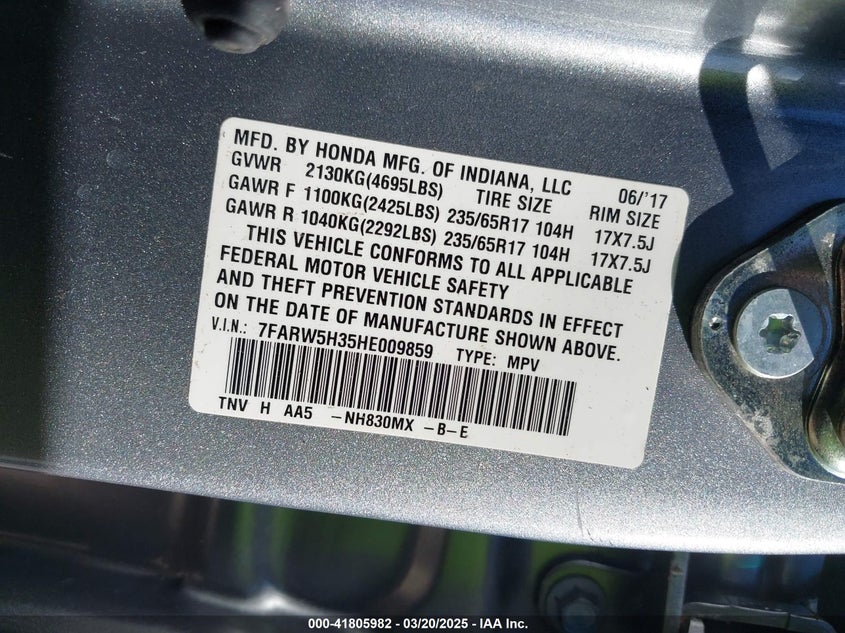 MFD. BY HONDA MFG. OF INDIANA, LLC 06/'17
GVWR 2130KG(4695LBS) TIRE SIZE RIM SIZE
GAWR F 1100KG(2425LBS) 235/65R17 104H 17X7.5J
GAWR R 1040KG(2292LBS) 235/65R17 104H 17X7.5J
THIS VEHICLE CONFORMS TO ALL APPLICABLE
FEDERAL MOTOR VEHICLE SAFETY
AND THEFT PREVENTION STANDARDS IN EFFECT
ON THE DATE OF MANUFACTURE SHOWN ABOVE.
V.I.N.: 7FARW5H35HE009859 TYPE: MPV
TNV H AA5 -NH830MX -B-E
000-41805982 - 03/20/2025 - IAA Inc.